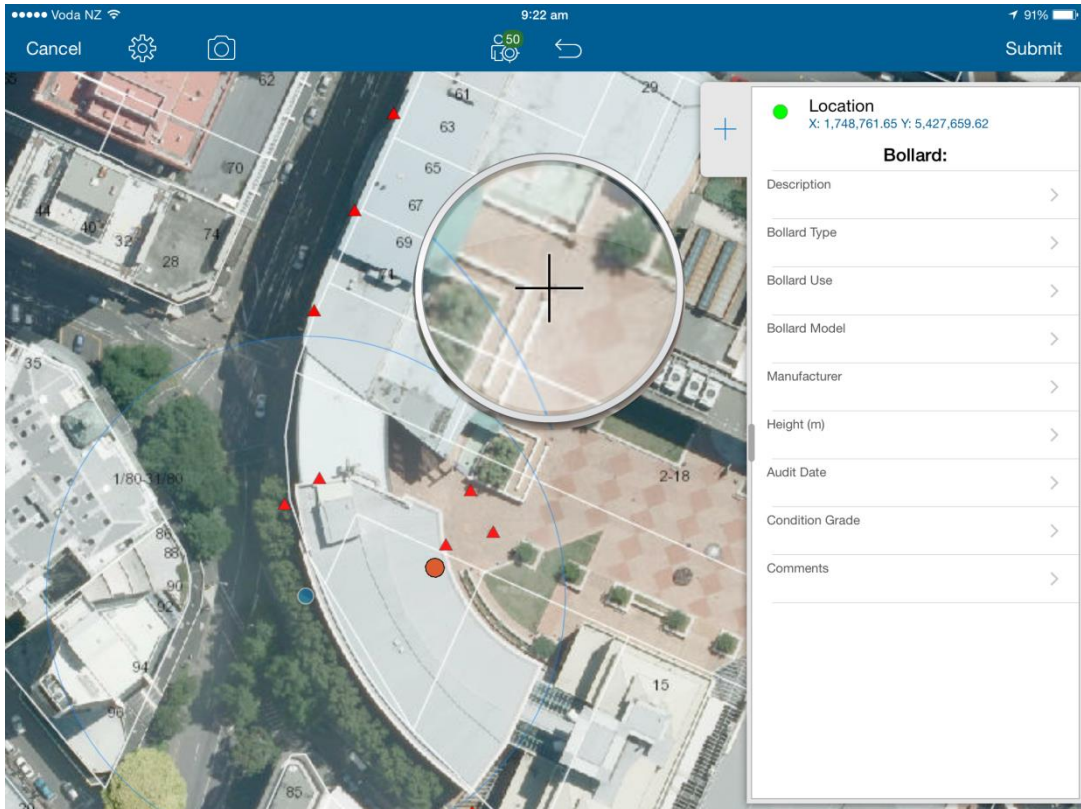 Voda NZ
9:22 am
91%
Cancel
C 50
Submit
62
61
29
63
70
65
44
40
32
74
67
69
71
28
35
1/80-31/80
2-18
86
88
90
92
94
96
15
85
Location
X: 1,748,761.65 Y: 5,427,659.62
Bollard:
Description
Bollard Type
Bollard Use
Bollard Model
Manufacturer
Height (m)
Audit Date
Condition Grade
Comments